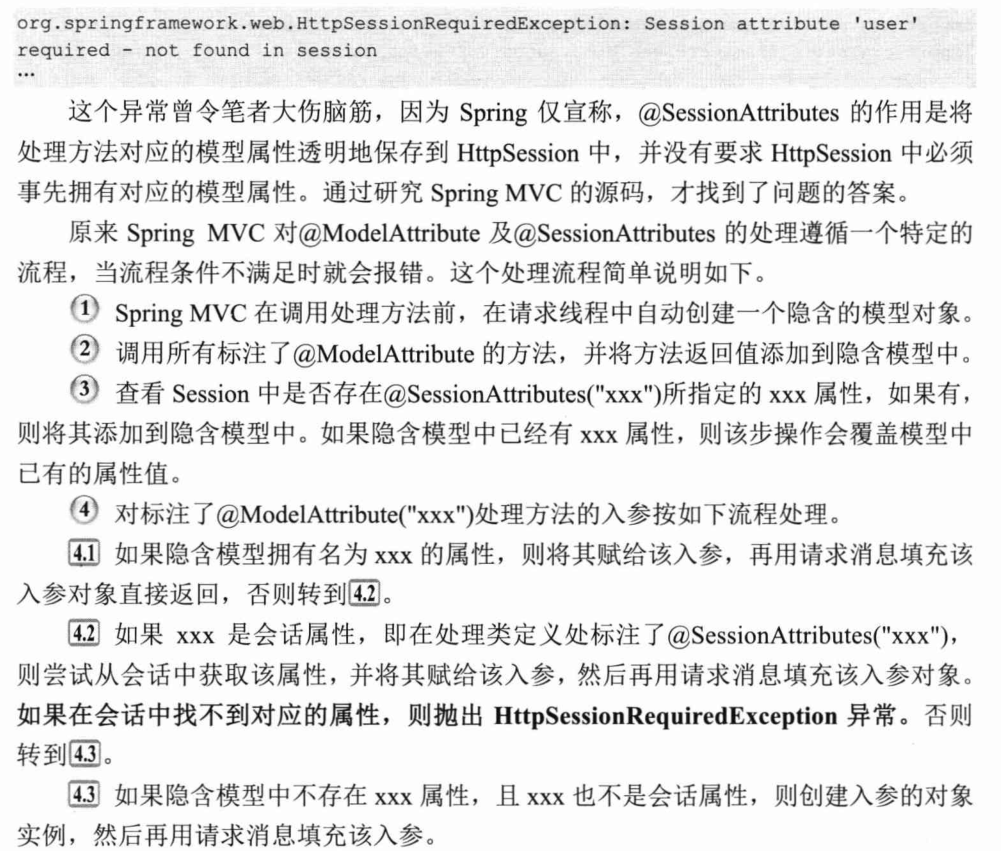 org.springframework.web.HttpSessionRequiredException: Session attribute 'user'
required - not found in session
…
这个异常曾令笔者大伤脑筋，因为 Spring 仅宣称，@SessionAttributes 的作用是将
处理方法对应的模型属性透明地保存到 HttpSession 中，并没有要求 HttpSession 中必须
事先拥有对应的模型属性。通过研究 Spring MVC 的源码，才找到了问题的答案。
原来 Spring MVC 对@ModelAttribute 及@SessionAttributes 的处理遵循一个特定的
流程，当流程条件不满足时就会报错。这个处理流程简单说明如下。
① Spring MVC 在调用处理方法前，在请求线程中自动创建一个隐含的模型对象。
② 调用所有标注了@ModelAttribute 的方法，并将方法返回值添加到隐含模型中。
③ 查看 Session 中是否存在@SessionAttributes("xxx")所指定的 xxx 属性，如果有，
则将其添加到隐含模型中。如果隐含模型中已经有 xxx 属性，则该步操作会覆盖模型中
已有的属性值。
④ 对标注了@ModelAttribute("xxx")处理方法的入参按如下流程处理。
4.1 如果隐含模型拥有名为 xxx 的属性，则将其赋给该入参，再用请求消息填充该
入参对象直接返回，否则转到4.2。
4.2 如果 xxx 是会话属性，即在处理类定义处标注了@SessionAttributes("xxx")，
则尝试从会话中获取该属性，并将其赋给该入参，然后再用请求消息填充该入参对象。
如果在会话中找不到对应的属性，则抛出 HttpSessionRequiredException 异常。否则
转到4.3。
4.3 如果隐含模型中不存在 xxx 属性，且 xxx 也不是会话属性，则创建入参的对象
实例，然后再用请求消息填充该入参。